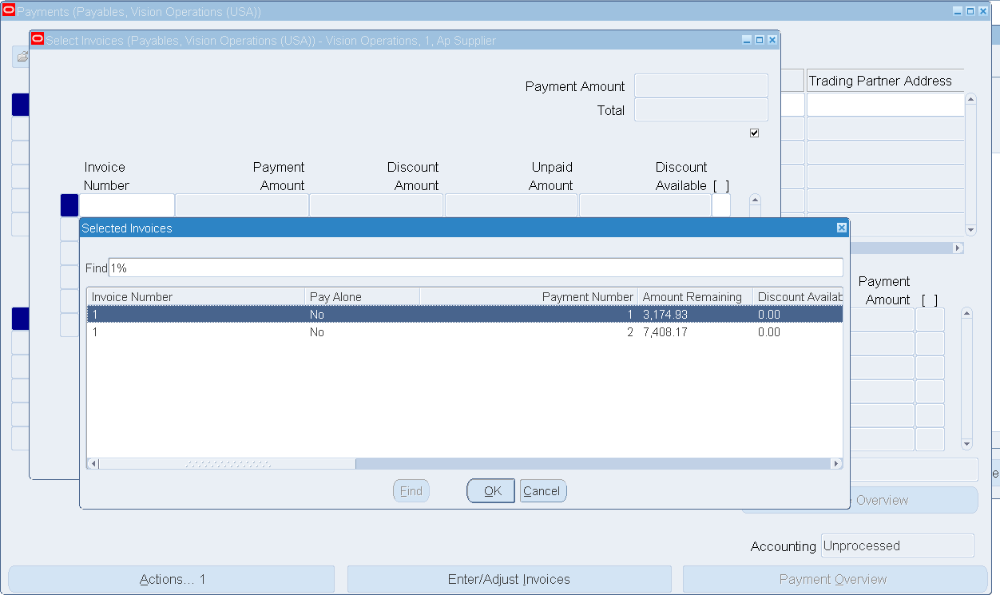 Payments (Payables, Vision Operations (USA))
Select Invoices (Payables, Vision Operations (USA)) - Vision Operations, 1, Ap Supplier
Payment Amount
Trading Partner Address
Total
Invoice Number
Payment Amount
Discount Amount
Unpaid Amount
Discount Available [ ]
Selected Invoices
Find 1%
Payment Amount [ ]
Invoice Number Pay Alone Payment Number Amount Remaining Discount Availab
1 No 1 3,174.93 0.00
1 No 2 7,408.17 0.00
Find OK Cancel
Overview
Accounting Unprocessed
Actions... 1 Enter/Adjust Invoices Payment Overview